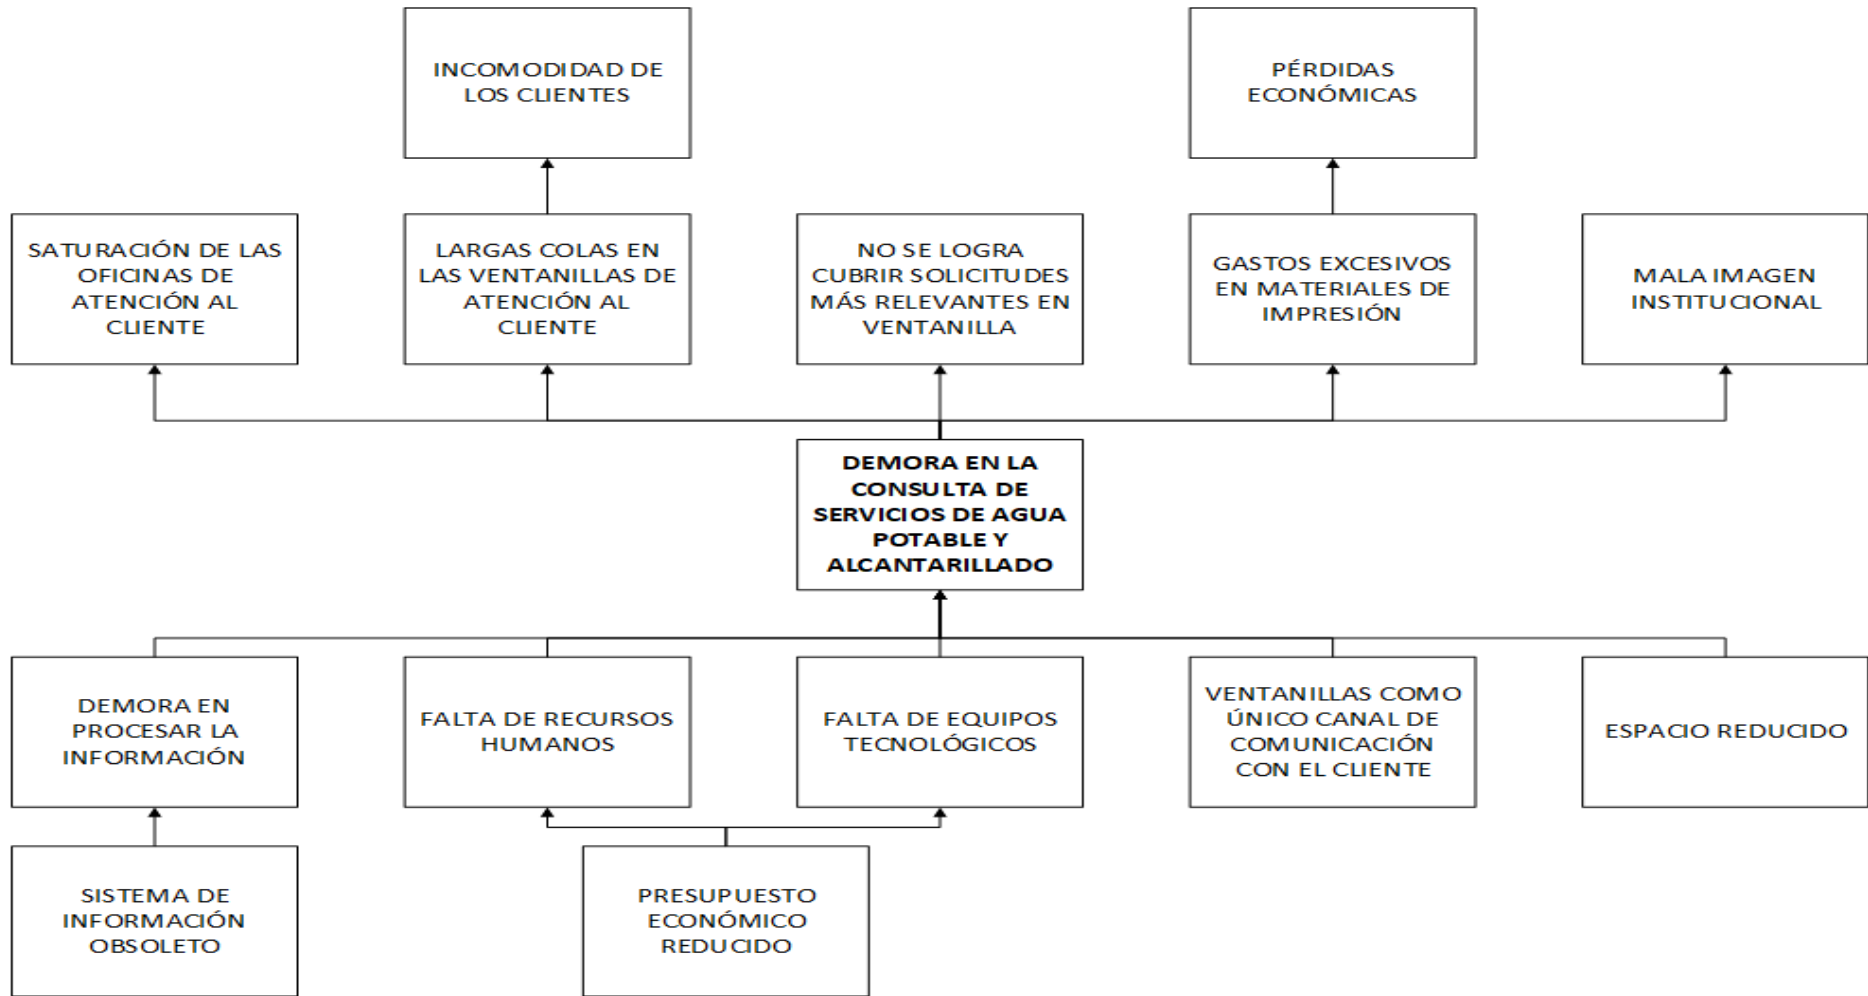 INCOMODIDAD DE
LOS CLIENTES
PÉRDIDAS
ECONÓMICAS
SATURACIÓN DE LAS
OFICINAS DE
ATENCIÓN AL
CLIENTE
LARGAS COLAS EN
LAS VENTANILLAS DE
ATENCIÓN AL
CLIENTE
NO SE LOGRA
CUBRIR SOLICITUDES
MÁS RELEVANTES EN
VENTANILLA
GASTOS EXCESIVOS
EN MATERIALES DE
IMPRESIÓN
MALA IMAGEN
INSTITUCIONAL
DEMORA EN LA
CONSULTA DE
SERVICIOS DE AGUA
POTABLE Y
ALCANTARILLADO
DEMORA EN
PROCESAR LA
INFORMACIÓN
FALTA DE RECURSOS
HUMANOS
FALTA DE EQUIPOS
TECNOLÓGICOS
VENTANILLAS COMO
ÚNICO CANAL DE
COMUNICACIÓN
CON EL CLIENTE
ESPACIO REDUCIDO
SISTEMA DE
INFORMACIÓN
OBSOLETO
PRESUPUESTO
ECONÓMICO
REDUCIDO